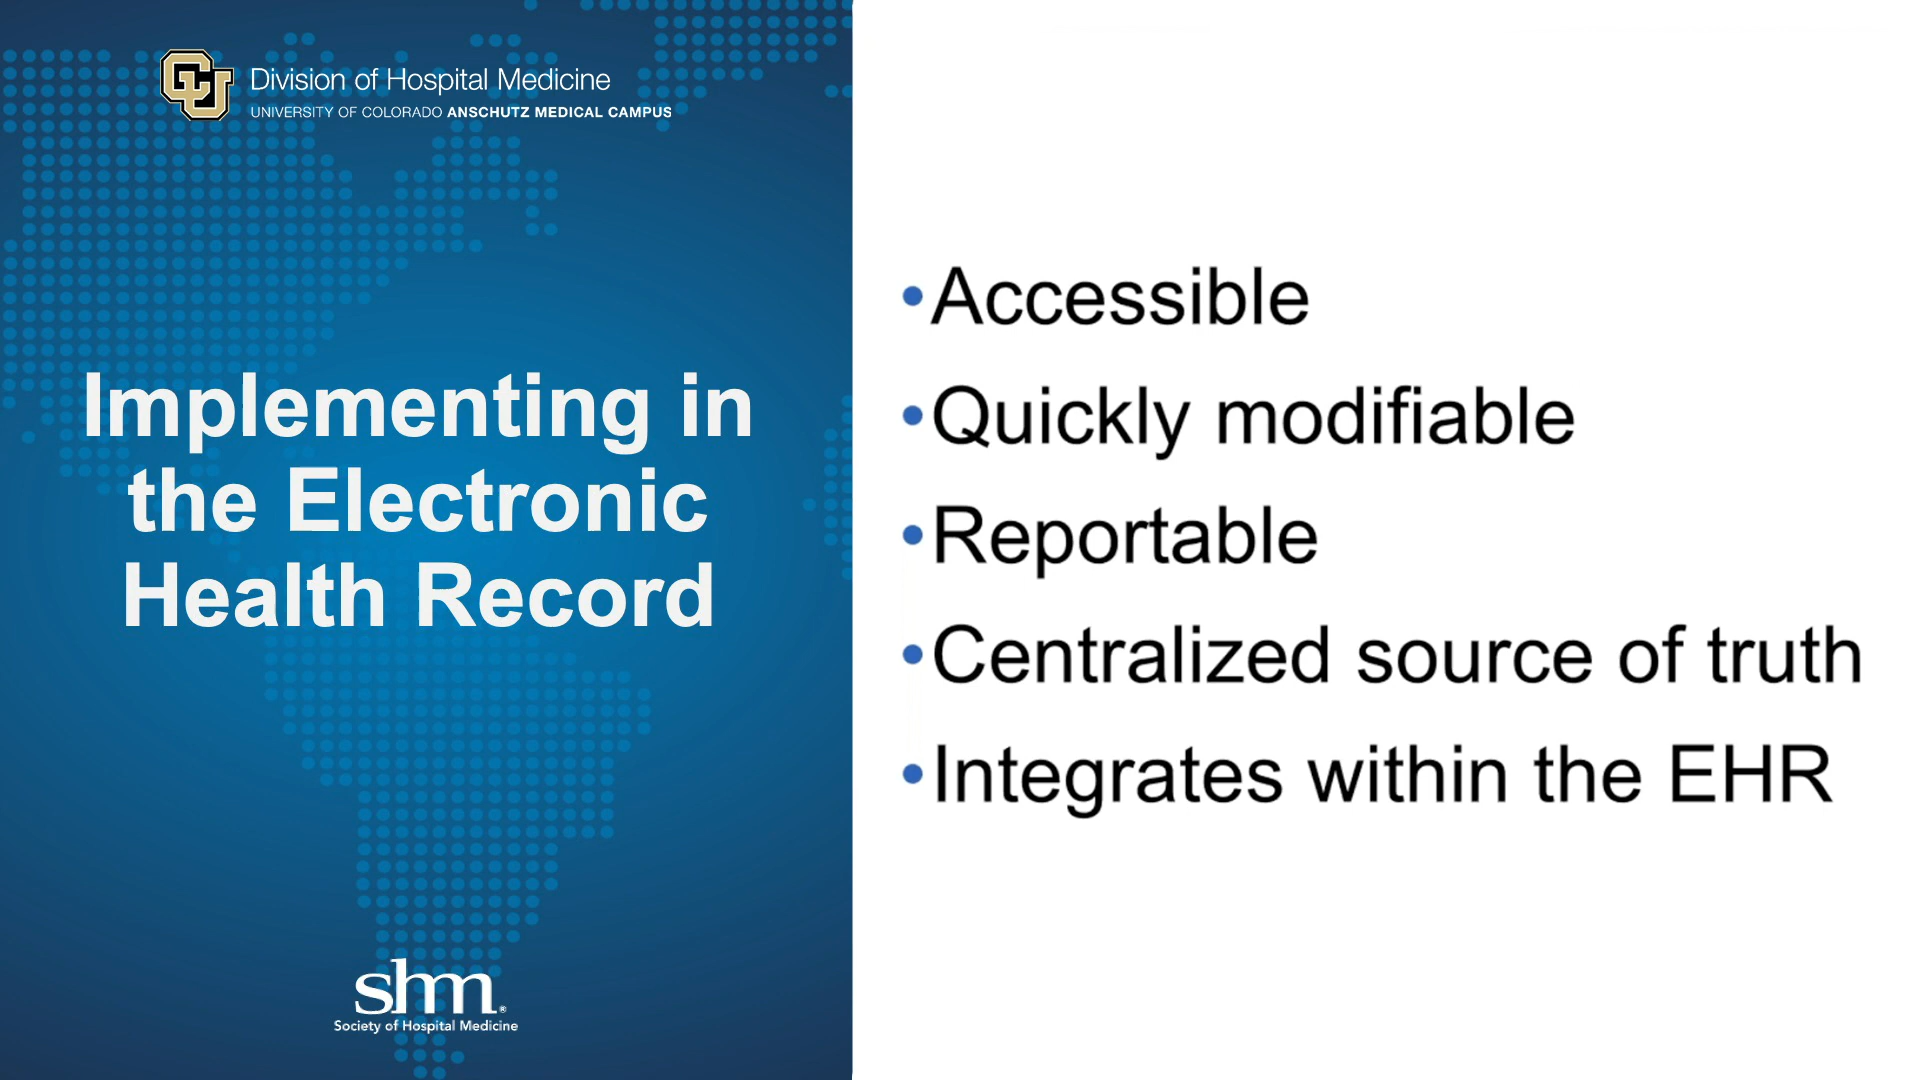 Division of Hospital Medicine
UNIVERSITY OF COLORADO ANSCHUTZ MEDICAL CAMPUS
Implementing in
the Electronic
Health Record
shm®
Society of Hospital Medicine
•Accessible
•Quickly modifiable
•Reportable
•Centralized source of truth
•Integrates within the EHR